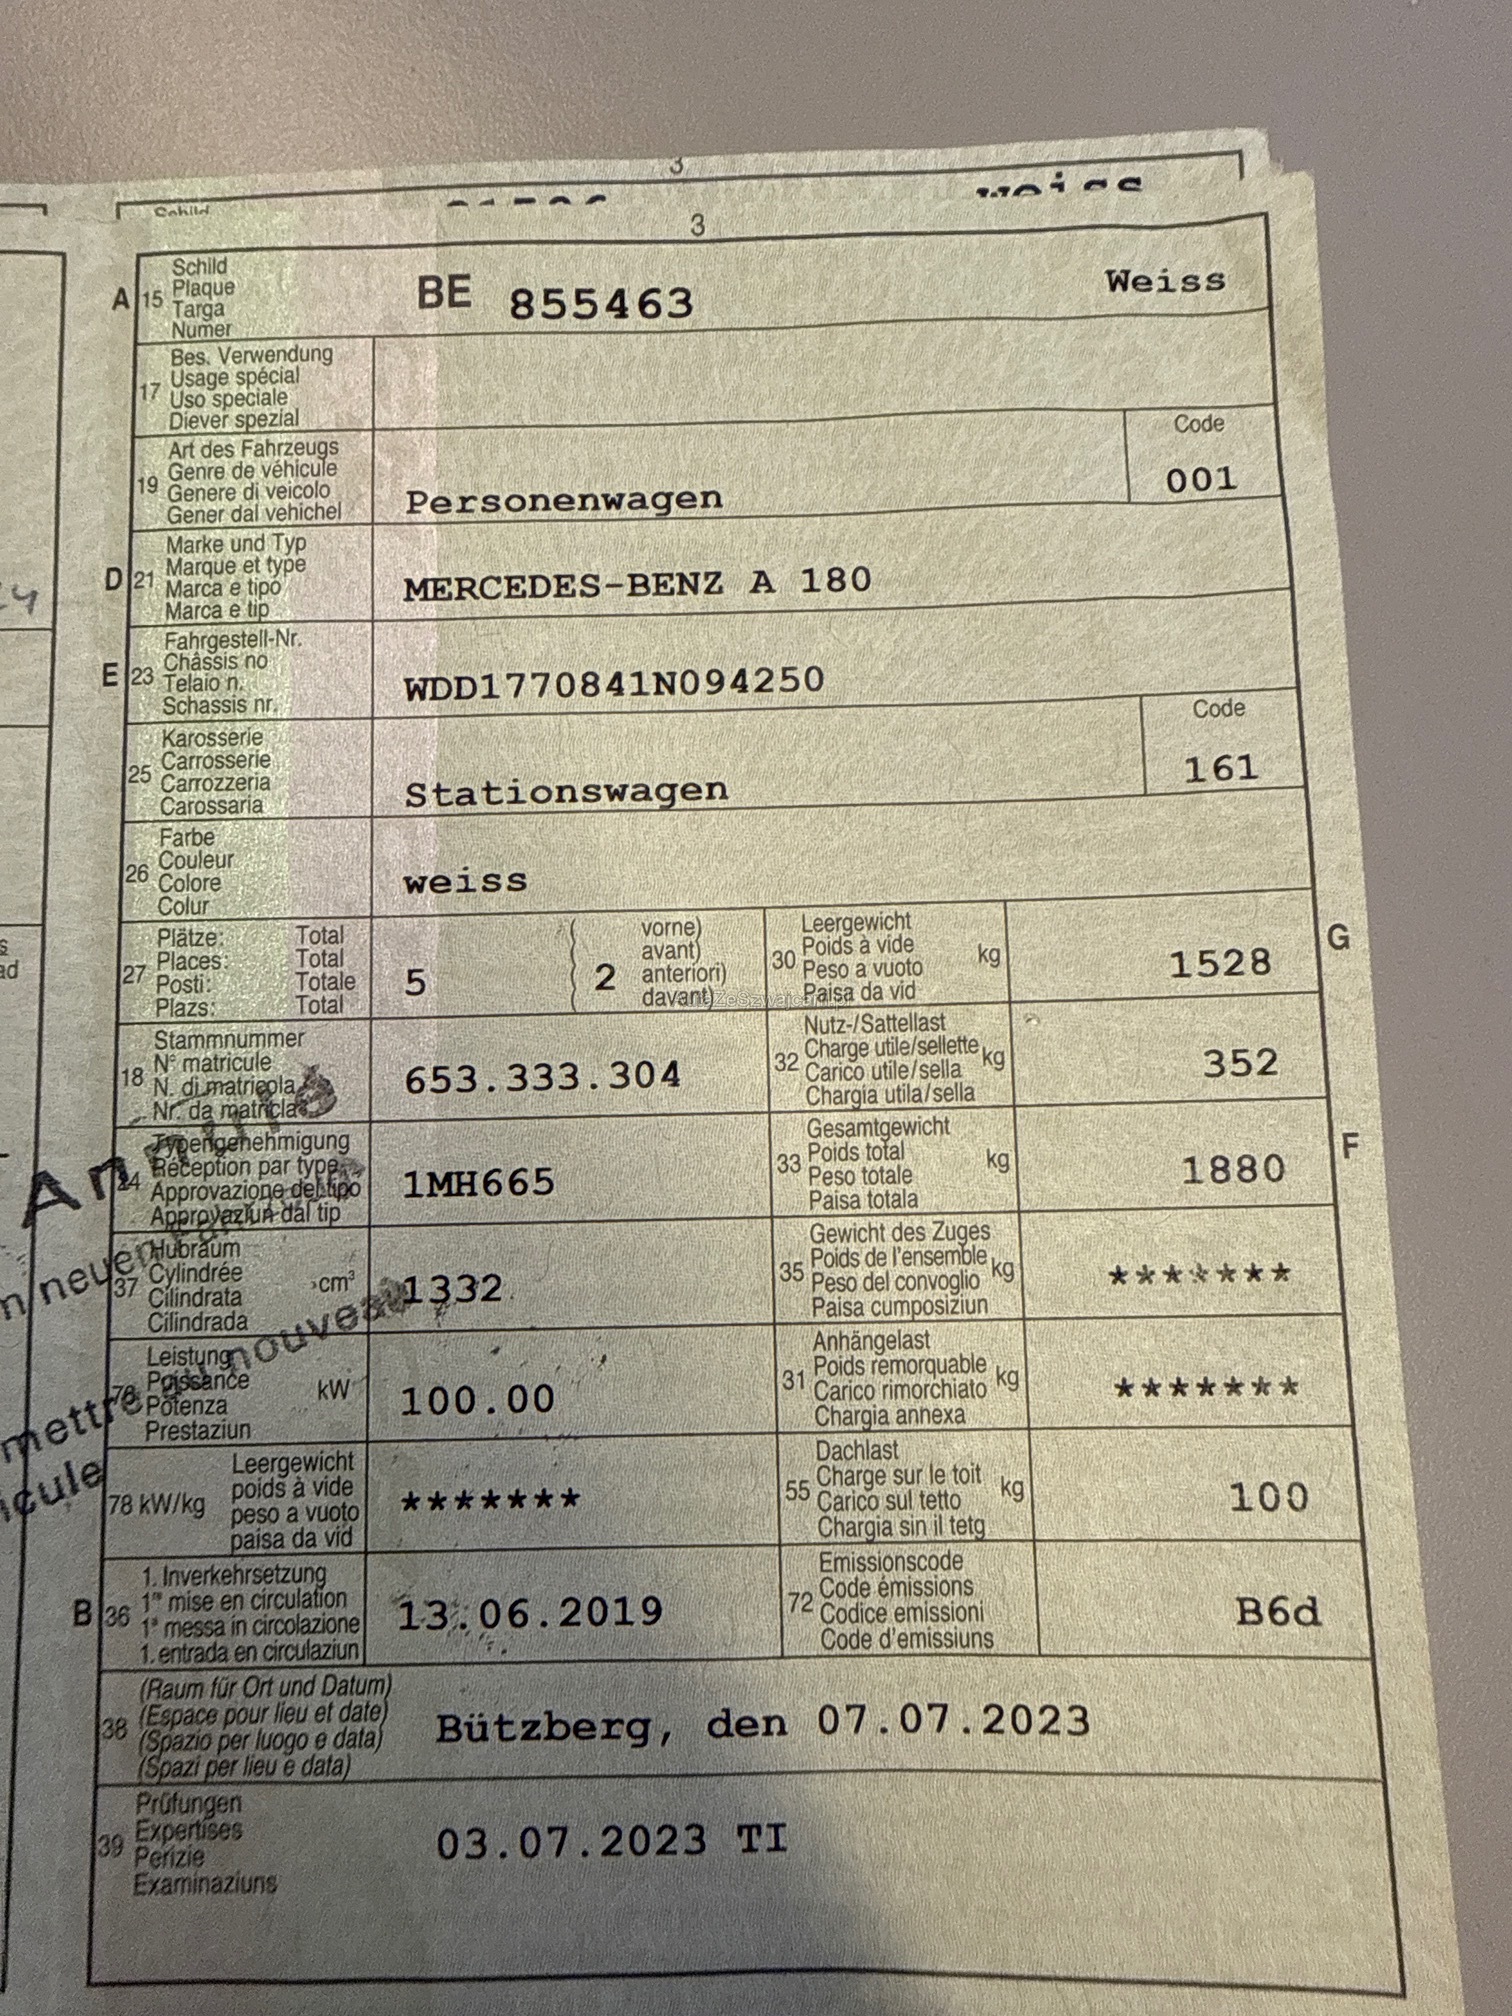 3
Schild
3
A 15 Schild
Plaque
Targa
Numer
BE 855463 Weiss
17 Bes. Verwendung
Usage spécial
Uso speciale
Diever spezial
19 Art des Fahrzeugs
Genre de véhicule
Genere di veicolo
Gener dal vehichel
Personenwagen
Code
001
D 21 Marke und Typ
Marque et type
Marca e tipo
Marca e tip
MERCEDES-BENZ A 180
E 23 Fahrgestell-Nr.
Châssis no
Telaio n.
Schassis nr.
WDD1770841N094250
25 Karosserie
Carrosserie
Carrozzeria
Carossaria
Stationswagen
Code
161
26 Farbe
Couleur
Colore
Colur
weiss
27 Plätze: Total
Places: Total
Posti: Totale
Plazs: Total
5 ( 2 vorne)
avant)
anteriori)
davant)
30 Leergewicht
Poids à vide
Peso a vuoto
Paisa da vid
kg 1528 G
18 Stammnummer
N° matricule
N. di matricola
Nr. da matricla
653.333.304
32 Nutz-/Sattellast
Charge utile/sellette
Carico utile/sella
Chargia utila/sella
kg 352
24 Typengenehmigung
Réception par type
Approvazione del tipo
Approvaziun dal tip
1MH665
33 Gesamtgewicht
Poids total
Peso totale
Paisa totala
kg 1880 F
37 Hubraum
Cylindrée
Cilindrata
Cilindrada
cm³ 1332
35 Gewicht des Zuges
Poids de l'ensemble
Peso del convoglio
Paisa cumposiziun
kg *******
76 Leistung
Puissance
Potenza
Prestaziun
kW 100.00
31 Anhängelast
Poids remorquable
Carico rimorchiato
Chargia annexa
kg *******
78 kW/kg Leergewicht
poids à vide
peso a vuoto
paisa da vid
*******
55 Dachlast
Charge sur le toit
Carico sul tetto
Chargia sin il tetg
kg 100
B 36 1. Inverkehrsetzung
1re mise en circulation
1a messa in circolazione
1. entrada en circulaziun
13.06.2019
72 Emissionscode
Code émissions
Codice emissioni
Code d'emissiuns
B6d
38 (Raum für Ort und Datum)
(Espace pour lieu et date)
(Spazio per luogo e data)
(Spazi per lieu e data)
Bützberg, den 07.07.2023
39 Prüfungen
Expertises
Perizie
Examinaziuns
03.07.2023 TI
neuen
mettre au nouveau